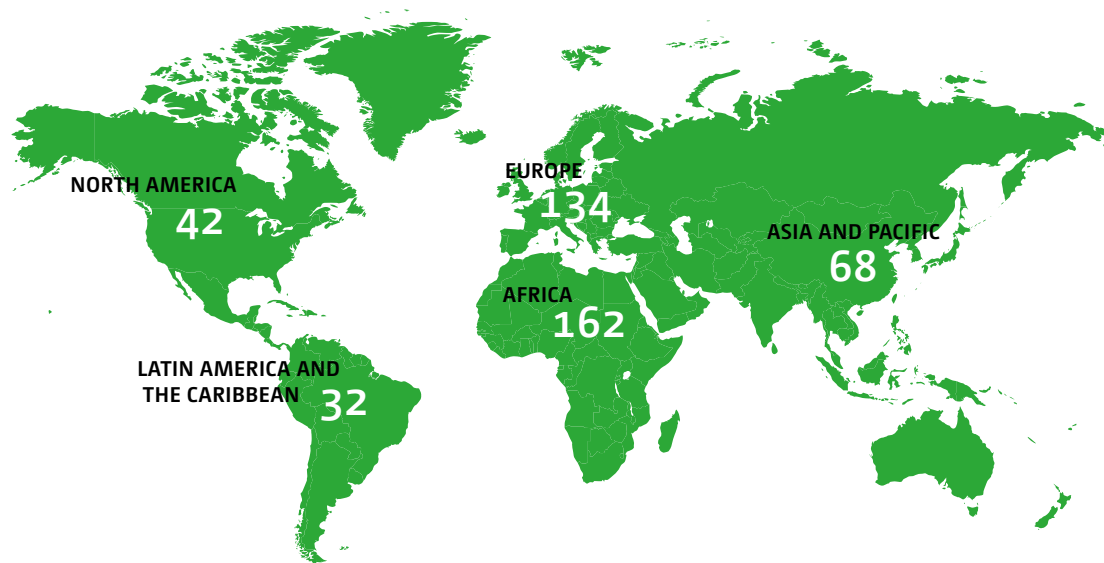 NORTH AMERICA
42
EUROPE
134
ASIA AND PACIFIC
68
AFRICA
162
LATIN AMERICA AND
THE CARIBBEAN
32